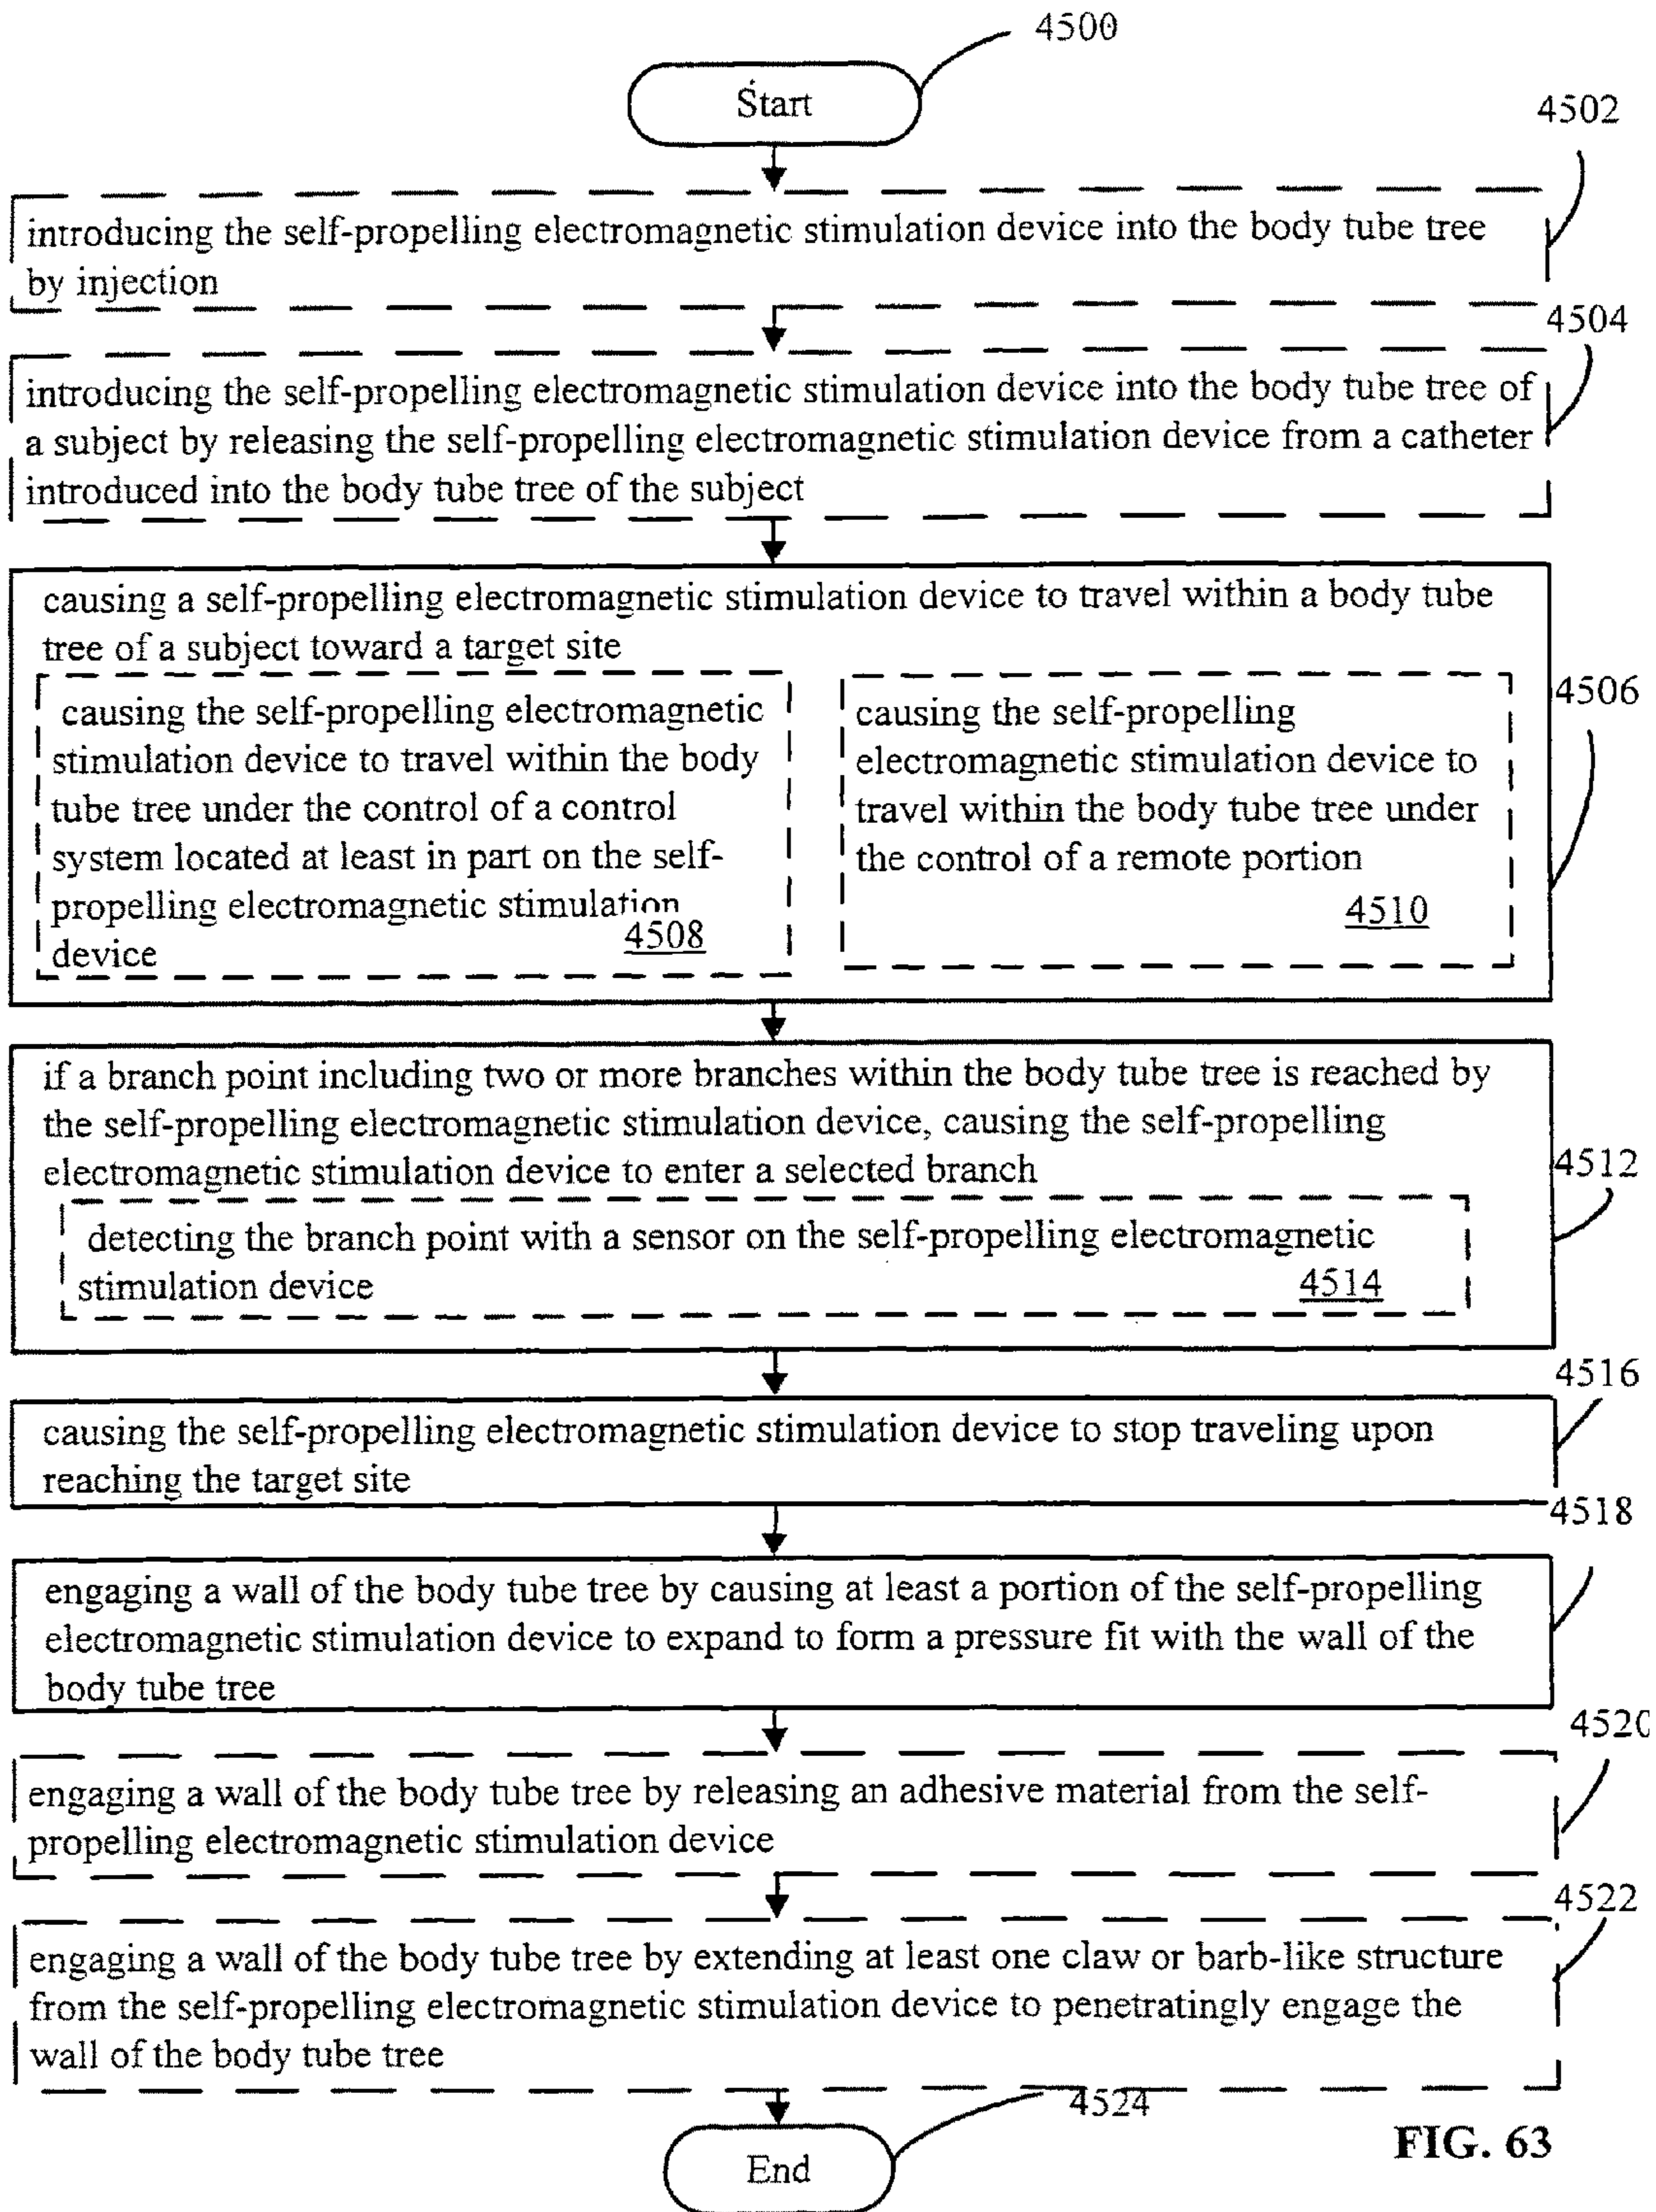 4500
Start
4502
introducing the self-propelling electromagnetic stimulation device into the body tube tree
by injection
4504
introducing the self-propelling electromagnetic stimulation device into the body tube tree of
a subject by releasing the self-propelling electromagnetic stimulation device from a catheter
introduced into the body tube tree of the subject
causing a self-propelling electromagnetic stimulation device to travel within a body tube
tree of a subject toward a target site
4506
causing the self-propelling electromagnetic
stimulation device to travel within the body
tube tree under the control of a control
system located at least in part on the self-
propelling electromagnetic stimulation
device
4508
causing the self-propelling
electromagnetic stimulation device to
travel within the body tube tree under
the control of a remote portion
4510
if a branch point including two or more branches within the body tube tree is reached by
the self-propelling electromagnetic stimulation device, causing the self-propelling
electromagnetic stimulation device to enter a selected branch
4512
detecting the branch point with a sensor on the self-propelling electromagnetic
stimulation device
4514
4516
causing the self-propelling electromagnetic stimulation device to stop traveling upon
reaching the target site
4518
engaging a wall of the body tube tree by causing at least a portion of the self-propelling
electromagnetic stimulation device to expand to form a pressure fit with the wall of the
body tube tree
4520
engaging a wall of the body tube tree by releasing an adhesive material from the self-
propelling electromagnetic stimulation device
4522
engaging a wall of the body tube tree by extending at least one claw or barb-like structure
from the self-propelling electromagnetic stimulation device to penetratingly engage the
wall of the body tube tree
4524
End
FIG. 63